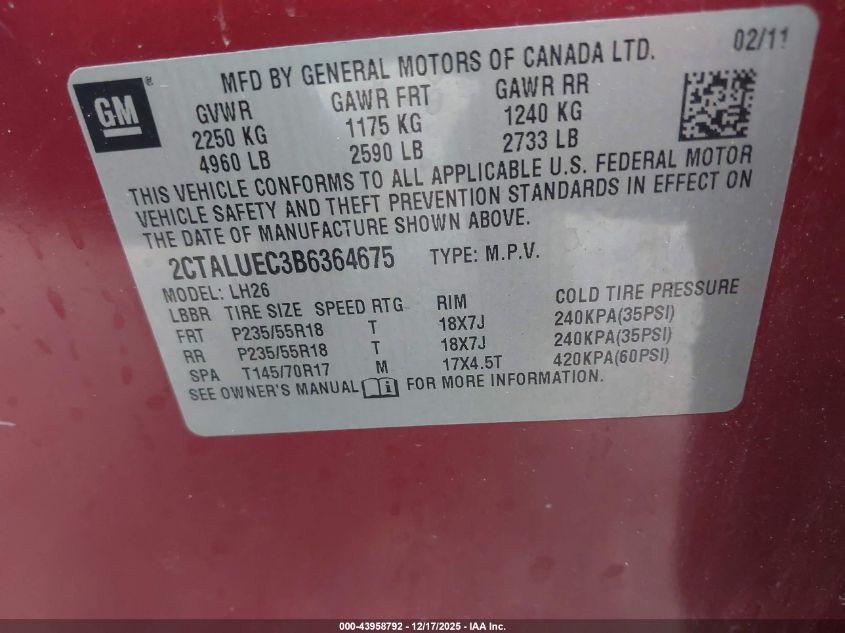 GM ®
MFD BY GENERAL MOTORS OF CANADA LTD. 02/11
GVWR GAWR FRT GAWR RR
2250 KG 1175 KG 1240 KG
4960 LB 2590 LB 2733 LB
THIS VEHICLE CONFORMS TO ALL APPLICABLE U.S. FEDERAL MOTOR
VEHICLE SAFETY AND THEFT PREVENTION STANDARDS IN EFFECT ON
THE DATE OF MANUFACTURE SHOWN ABOVE.
2CTALUEC3B6364675 TYPE: M.P.V.
MODEL: LH26
LBBR TIRE SIZE SPEED RTG RIM COLD TIRE PRESSURE
FRT P235/55R18 T 18X7J 240KPA(35PSI)
RR P235/55R18 T 18X7J 240KPA(35PSI)
SPA T145/70R17 M 17X4.5T 420KPA(60PSI)
SEE OWNER'S MANUAL FOR MORE INFORMATION.
000-43958792 - 12/17/2025 - IAA Inc.